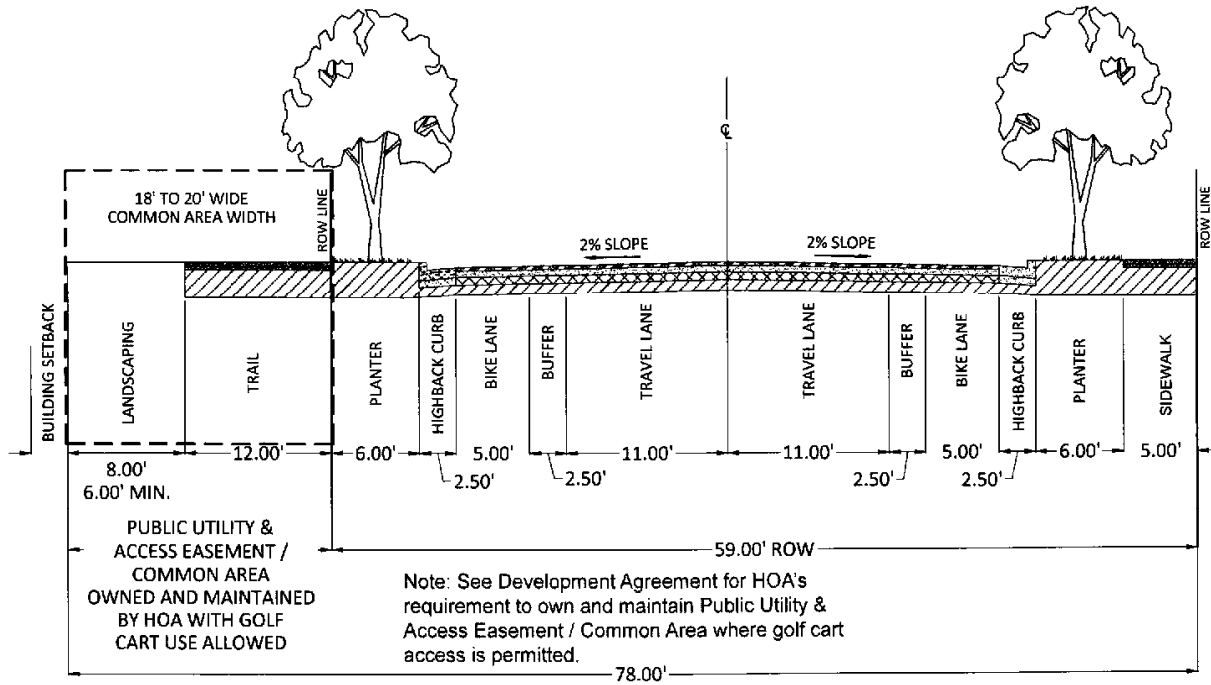 18' TO 20' WIDE
COMMON AREA WIDTH
ROW LINE
℄
2% SLOPE
2% SLOPE
ROW LINE
BUILDING SETBACK
LANDSCAPING
TRAIL
PLANTER
HIGHBACK CURB
BIKE LANE
BUFFER
TRAVEL LANE
TRAVEL LANE
BUFFER
BIKE LANE
HIGHBACK CURB
PLANTER
SIDEWALK
8.00'
6.00' MIN.
12.00'
6.00'
2.50'
5.00'
2.50'
11.00'
11.00'
2.50'
5.00'
2.50'
6.00'
5.00'
PUBLIC UTILITY &
ACCESS EASEMENT /
COMMON AREA
OWNED AND MAINTAINED
BY HOA WITH GOLF
CART USE ALLOWED
59.00' ROW
Note: See Development Agreement for HOA's
requirement to own and maintain Public Utility &
Access Easement / Common Area where golf cart
access is permitted.
78.00'